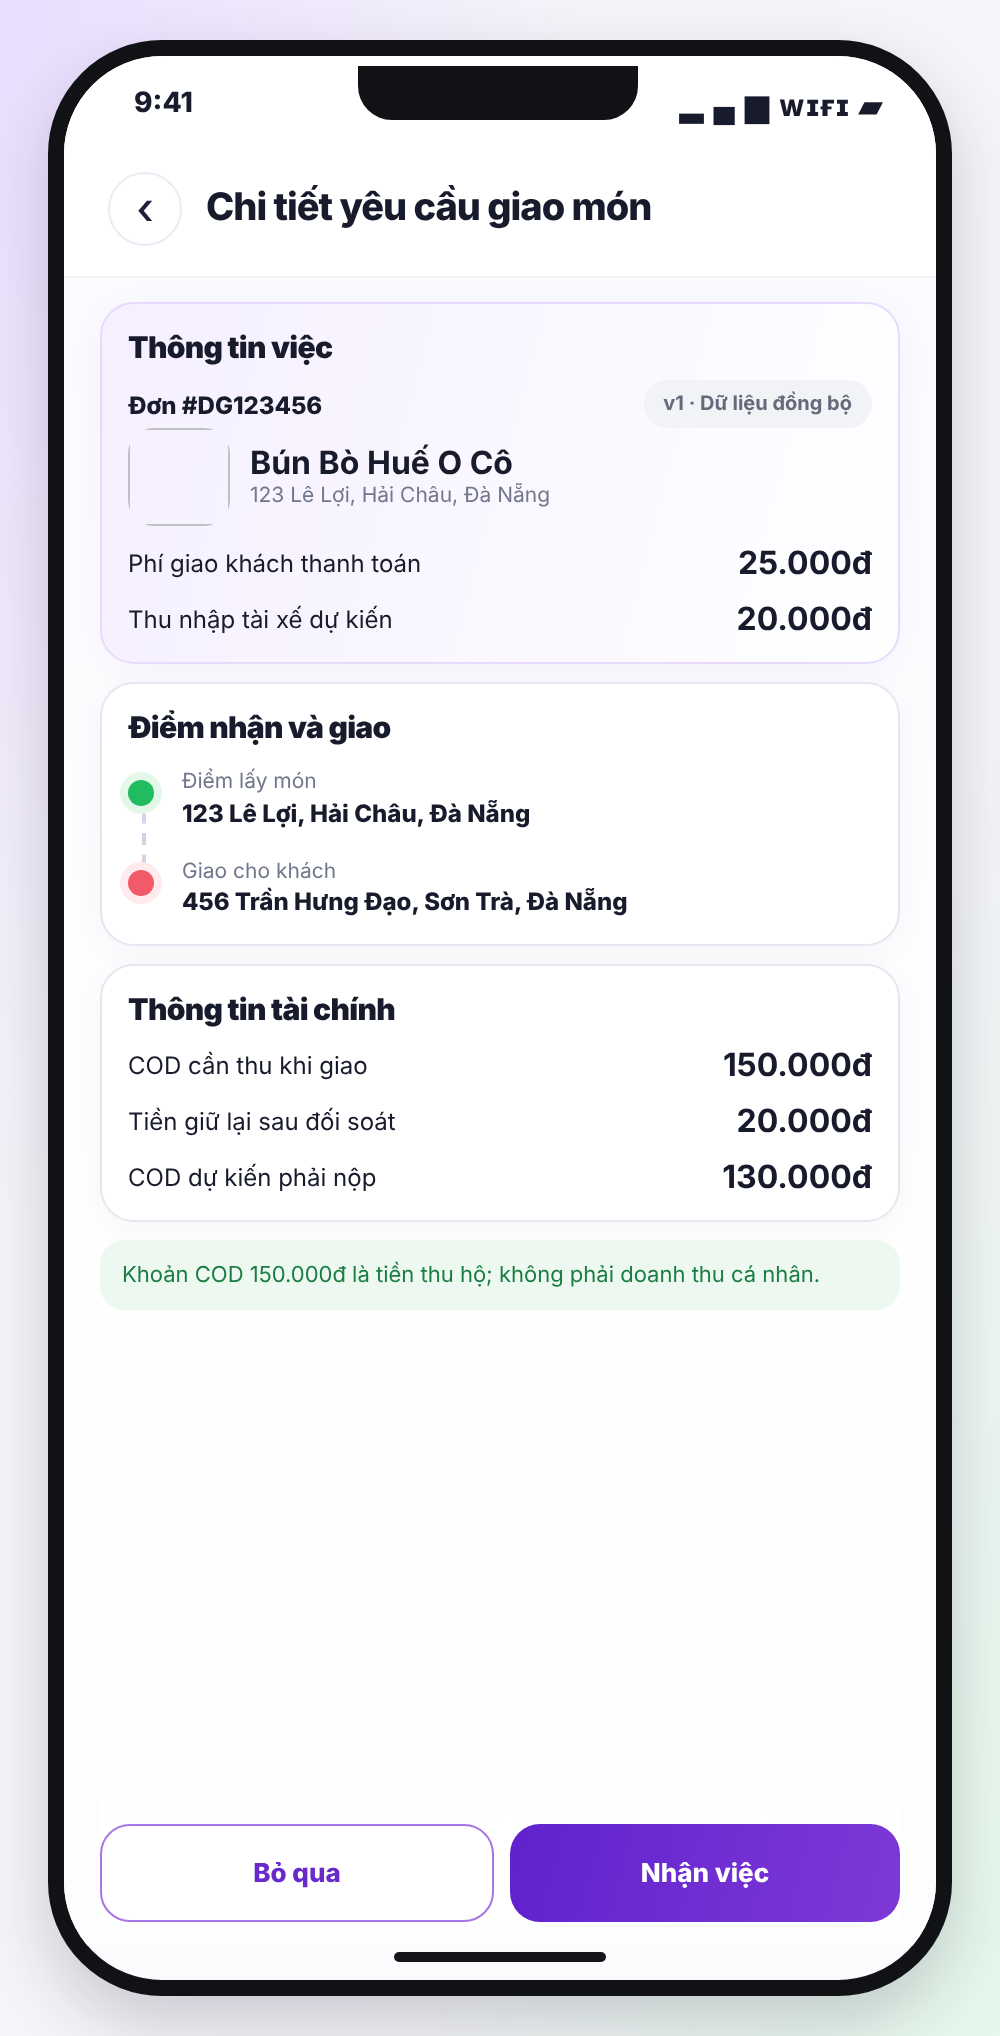 9:41
WIFI
Chi tiết yêu cầu giao món
Thông tin việc
Đơn #DG123456
v1 · Dữ liệu đồng bộ
Bún Bò Huế O Cô
123 Lê Lợi, Hải Châu, Đà Nẵng
Phí giao khách thanh toán 25.000đ
Thu nhập tài xế dự kiến 20.000đ
Điểm nhận và giao
Điểm lấy món
123 Lê Lợi, Hải Châu, Đà Nẵng
Giao cho khách
456 Trần Hưng Đạo, Sơn Trà, Đà Nẵng
Thông tin tài chính
COD cần thu khi giao 150.000đ
Tiền giữ lại sau đối soát 20.000đ
COD dự kiến phải nộp 130.000đ
Khoản COD 150.000đ là tiền thu hộ; không phải doanh thu cá nhân.
Bỏ qua
Nhận việc